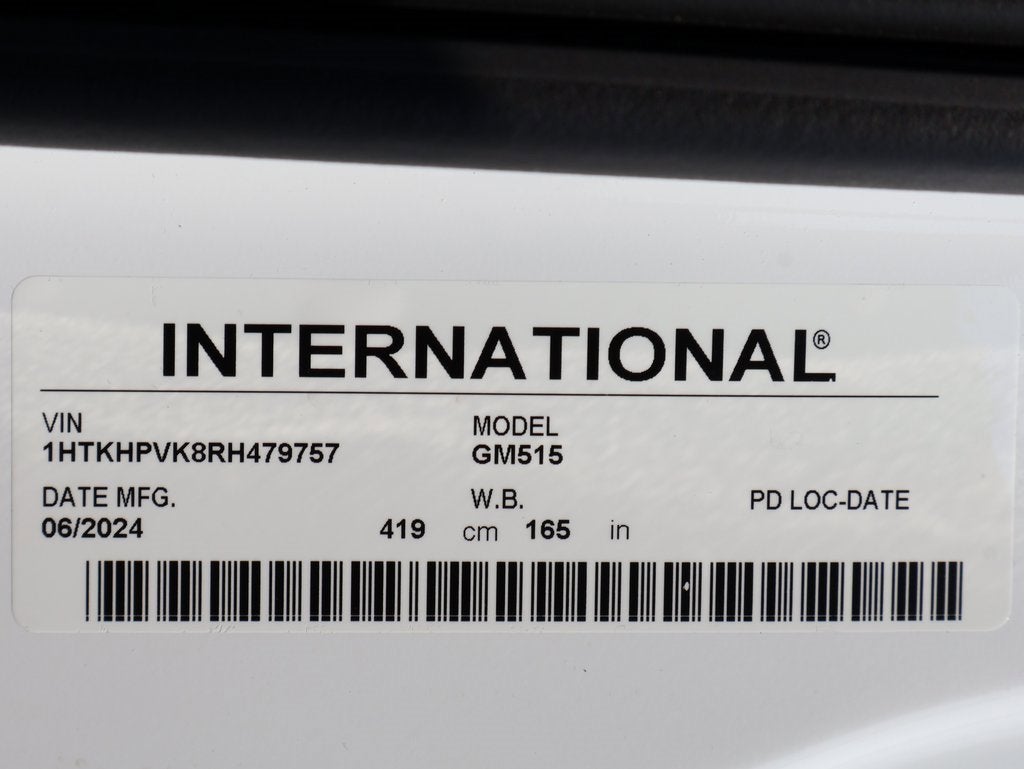 INTERNATIONAL®
VIN MODEL
1HTKHPVK8RH479757 GM515
DATE MFG. W.B. PD LOC-DATE
06/2024 419 cm 165 in